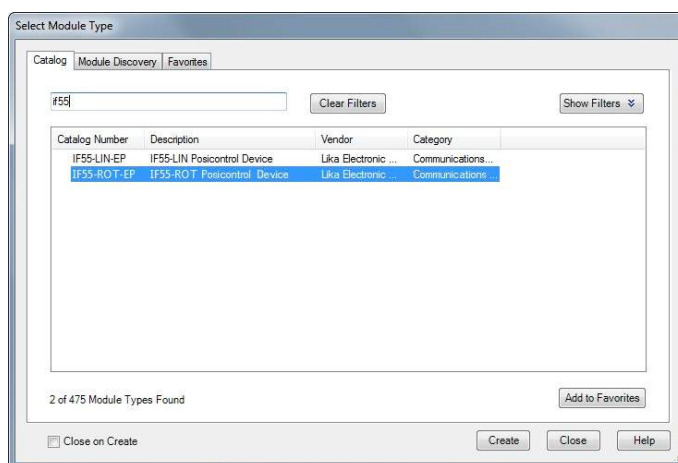 Select Module Type
Catalog Module Discovery Favorites
if55 Clear Filters Show Filters
Catalog Number Description Vendor Category
IF55-LIN-EP IF55-LIN Posicontrol Device Lika Electronic ... Communications...
IF55-ROT-EP IF55-ROT Posicontrol Device Lika Electronic ... Communications ...
2 of 475 Module Types Found Add to Favorites
Close on Create Create Close Help